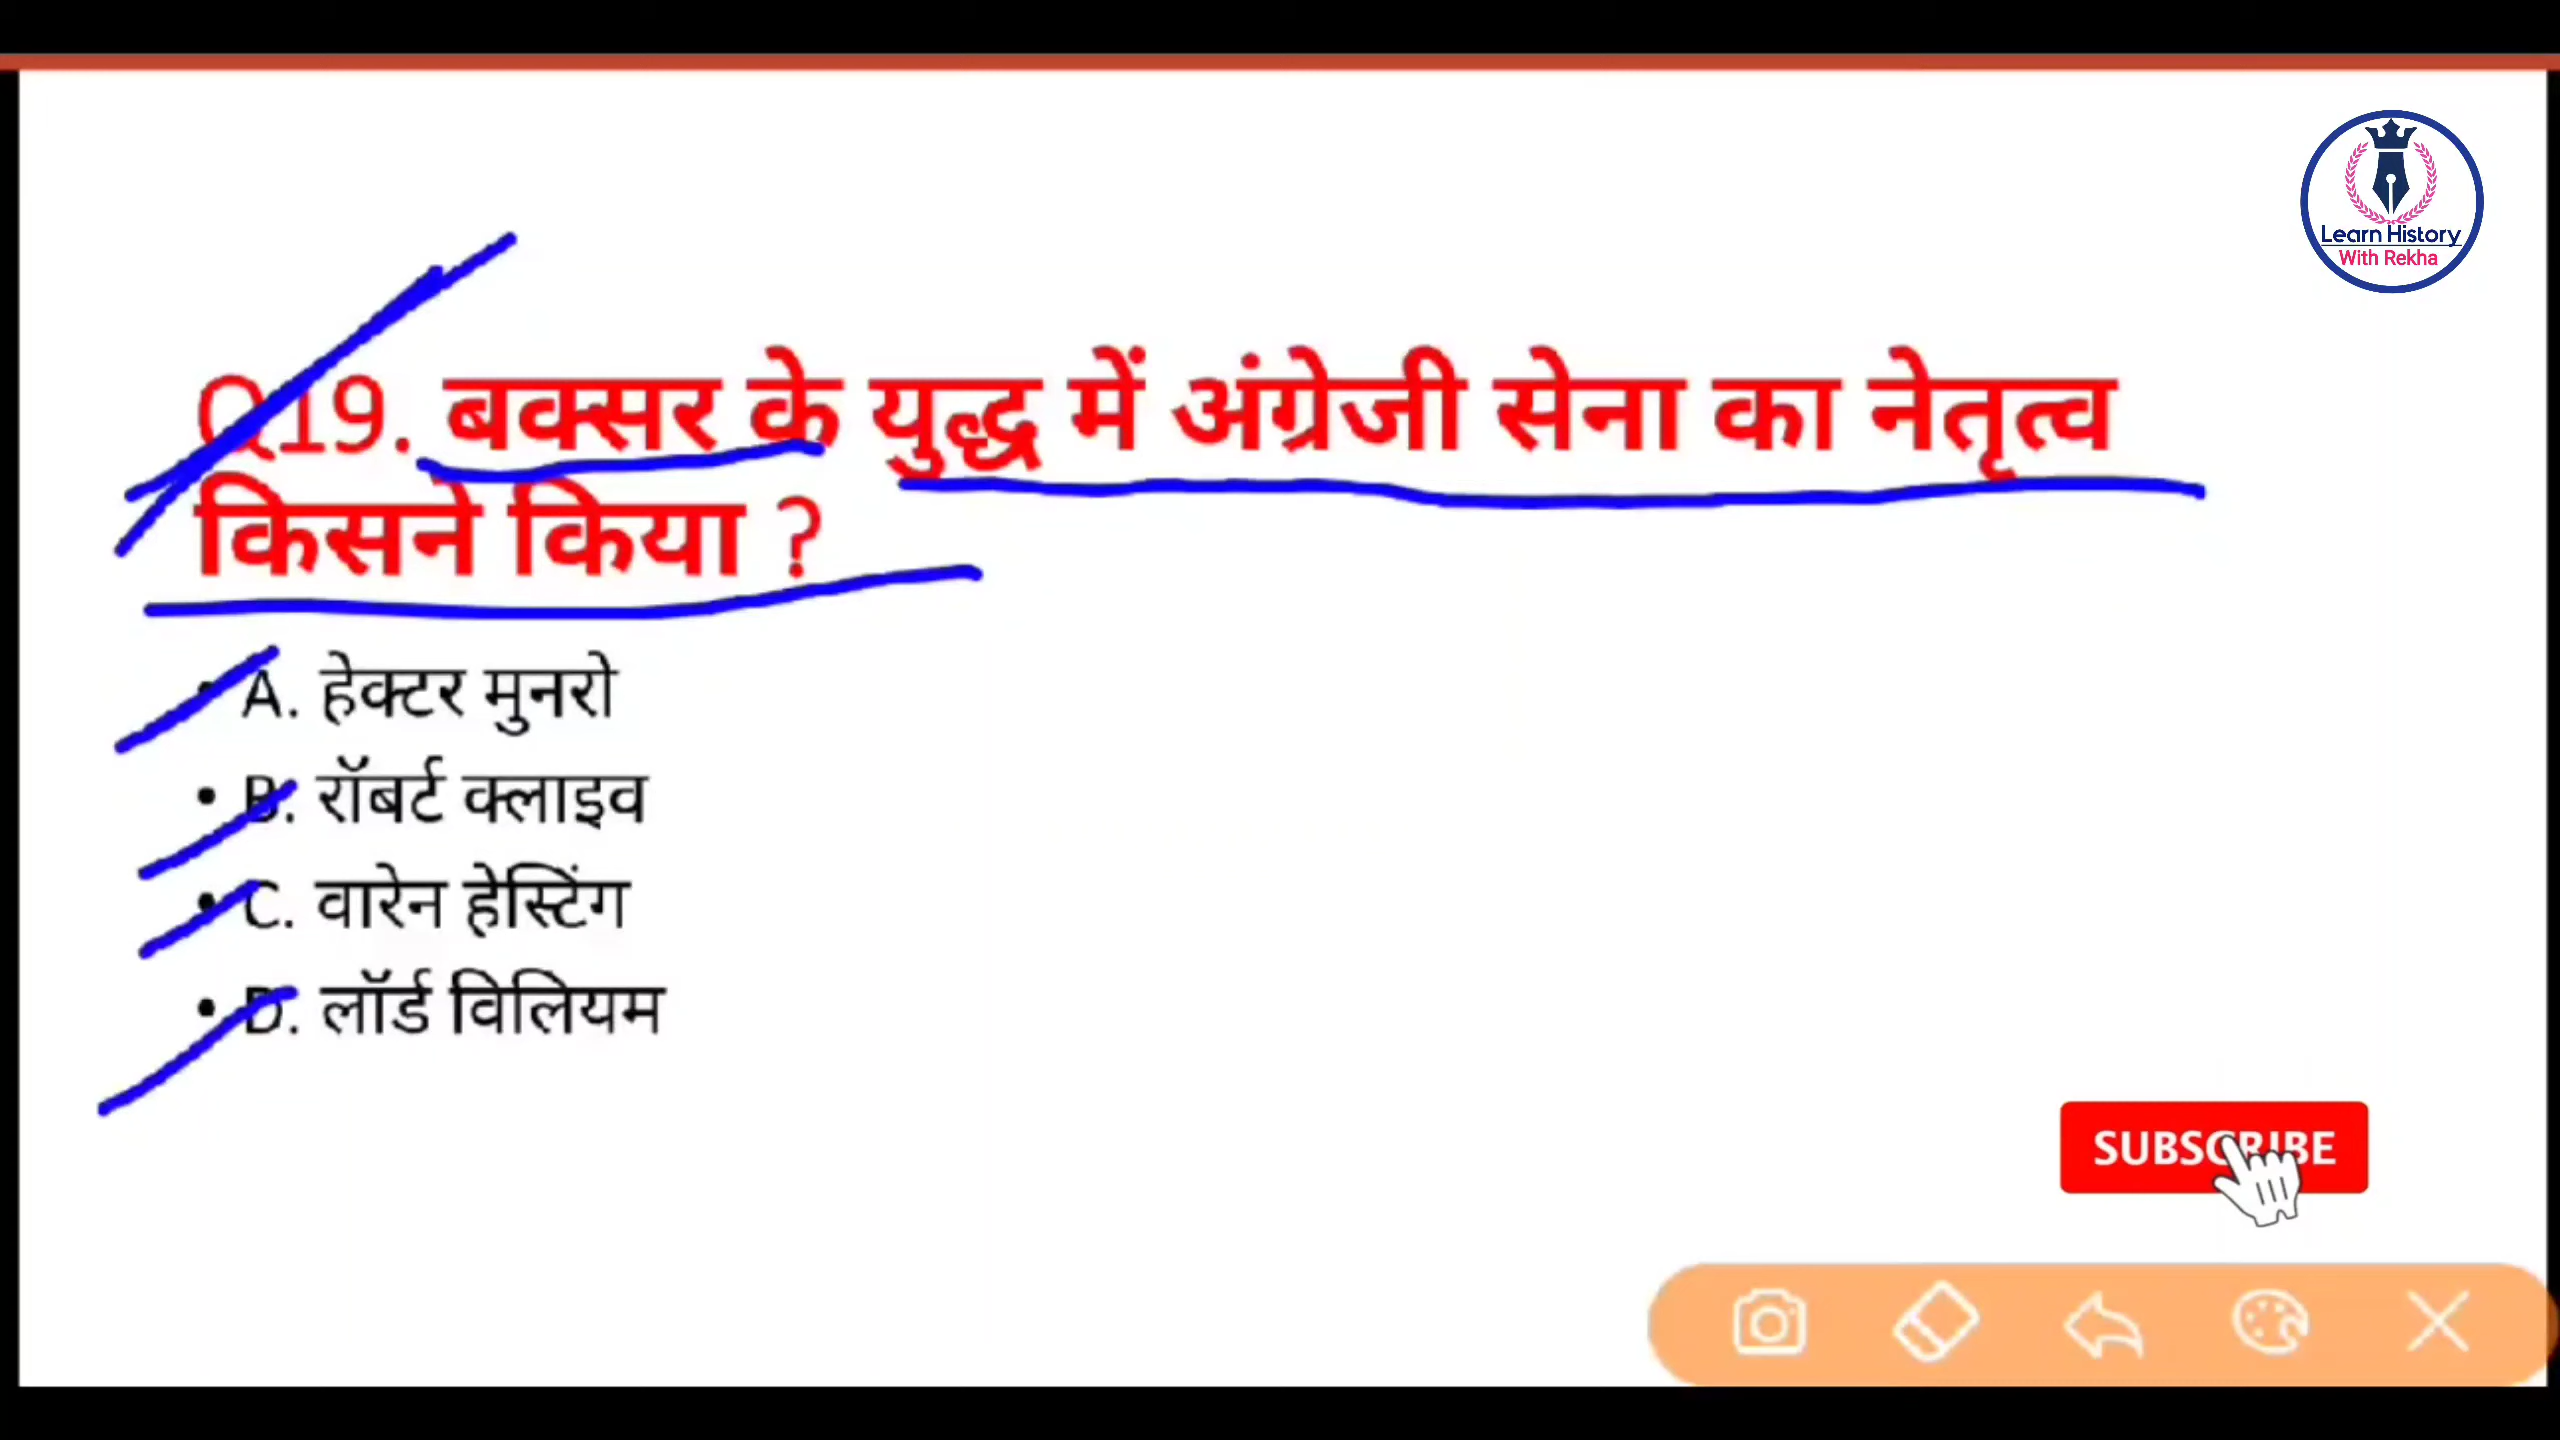 Learn History
With Rekha
Q19. बक्सर के युद्ध में अंग्रेजी सेना का नेतृत्व
किसने किया ?
• A. हेक्टर मुनरो
• B. रॉबर्ट क्लाइव
• C. वारेन हेस्टिंग
• D. लॉर्ड विलियम
SUBSCRIBE